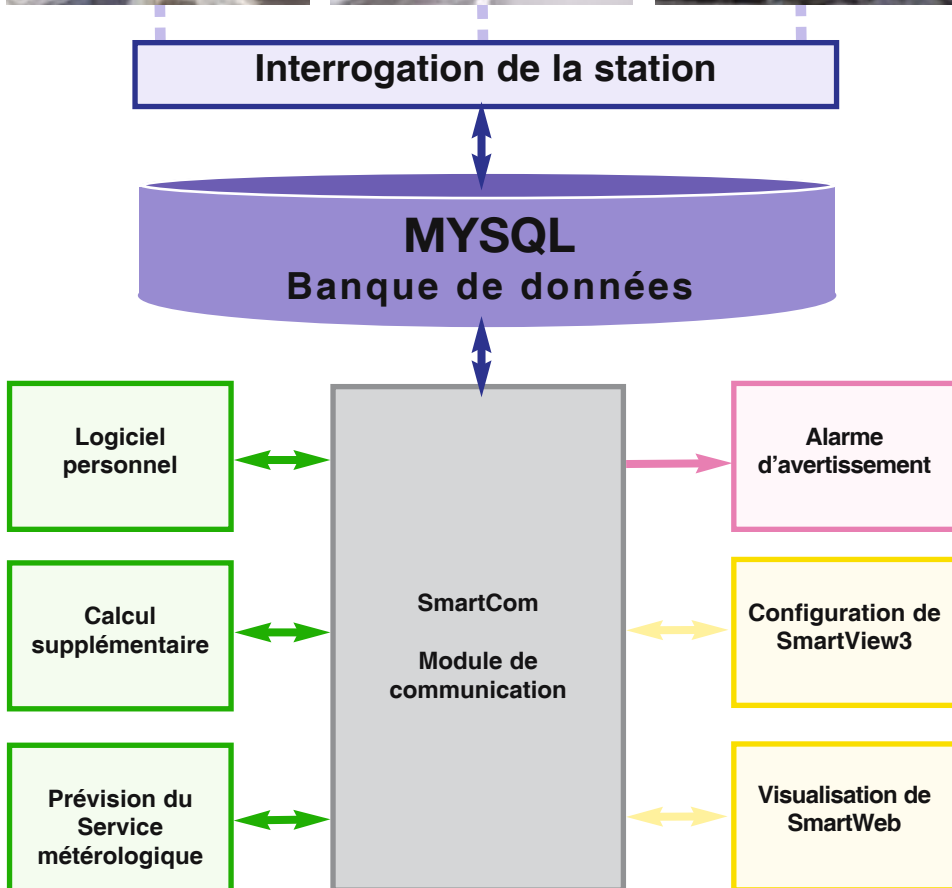 Interrogation de la station
MYSQL
Banque de données
Logiciel
personnel
Alarme
d’avertissement
SmartCom
Module de
communication
Calcul
supplémentaire
Configuration de
SmartView3
Prévision du
Service
métérologique
Visualisation de
SmartWeb